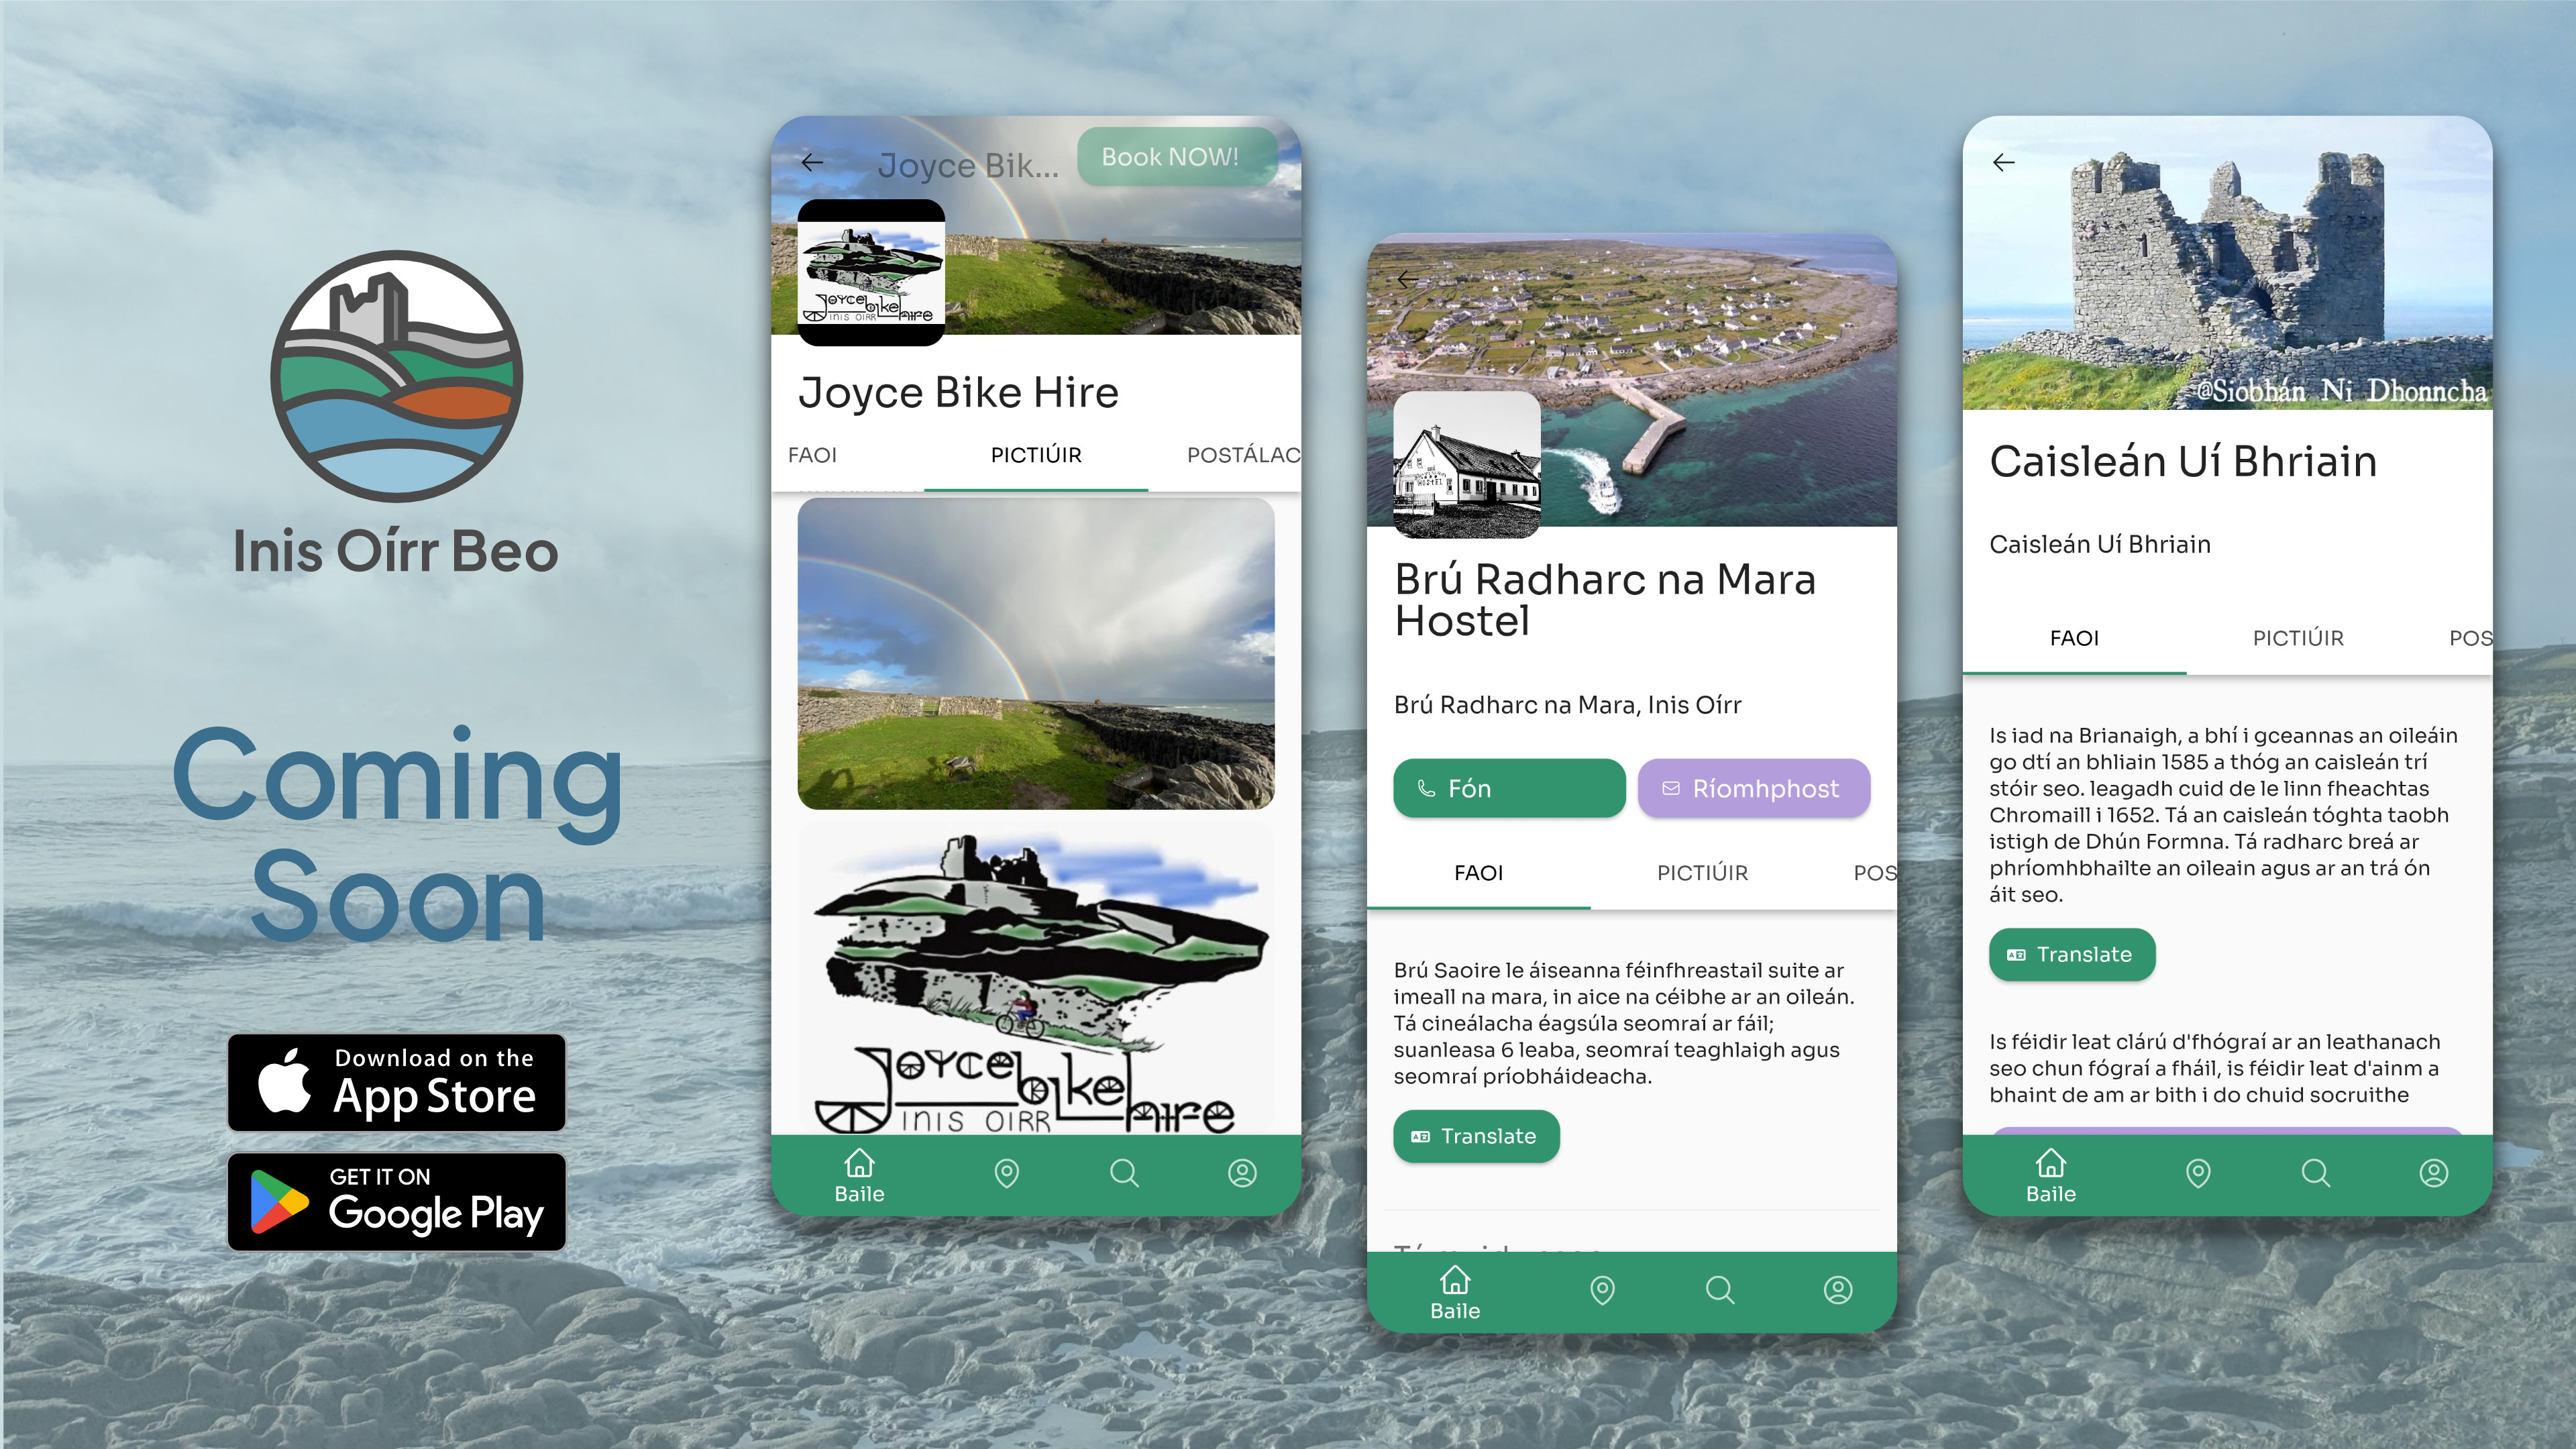 Inis Oírr Beo
Coming
Soon
Download on the
App Store
GET IT ON
Google Play
Joyce Bik...
Book NOW!
Joyce bike hire
INIS OIRR
Joyce Bike Hire
FAOI
PICTIÚIR
POSTÁLAC
Joyce bike hire
INIS OIRR
Baile
HOSTEL
Brú Radharc na Mara
Hostel
Brú Radharc na Mara, Inis Oírr
Fón
Ríomhphost
FAOI
PICTIÚIR
POS
Brú Saoire le áiseanna féinfhreastail suite ar
imeall na mara, in aice na céibhe ar an oileán.
Tá cineálacha éagsúla seomraí ar fáil;
suanleasa 6 leaba, seomraí teaghlaigh agus
seomraí príobháideacha.
Translate
Baile
@Siobhán Ni Dhonncha
Caisleán Uí Bhriain
Caisleán Uí Bhriain
FAOI
PICTIÚIR
POS
Is iad na Brianaigh, a bhí i gceannas an oileáin
go dtí an bhliain 1585 a thóg an caisleán trí
stóir seo. leagadh cuid de le linn fheachtas
Chromaill i 1652. Tá an caisleán tóghta taobh
istigh de Dhún Formna. Tá radharc breá ar
phríomhbhailte an oileain agus ar an trá ón
áit seo.
Translate
Is féidir leat clárú d'fhógraí ar an leathanach
seo chun fógraí a fháil, is féidir leat d'ainm a
bhaint de am ar bith i do chuid socruithe
Baile